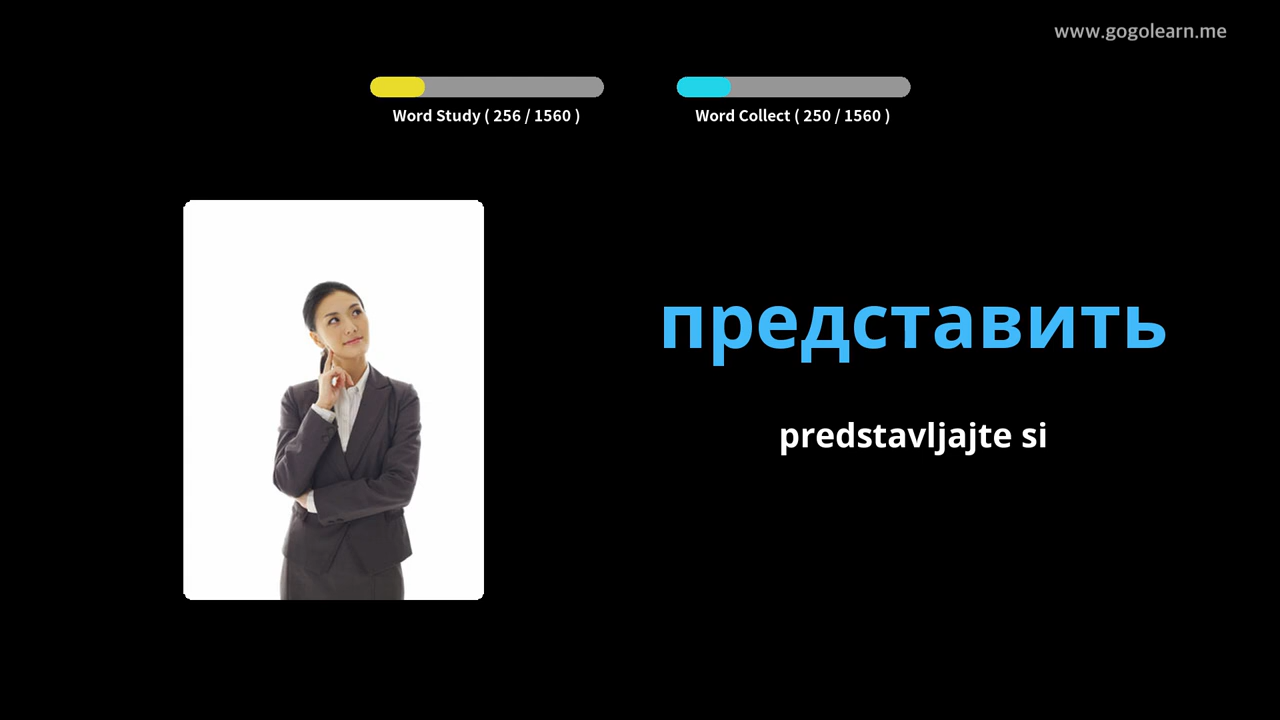 www.gogolearn.me
Word Study ( 256 / 1560 )
Word Collect ( 250 / 1560 )
представить
predstavljajte si